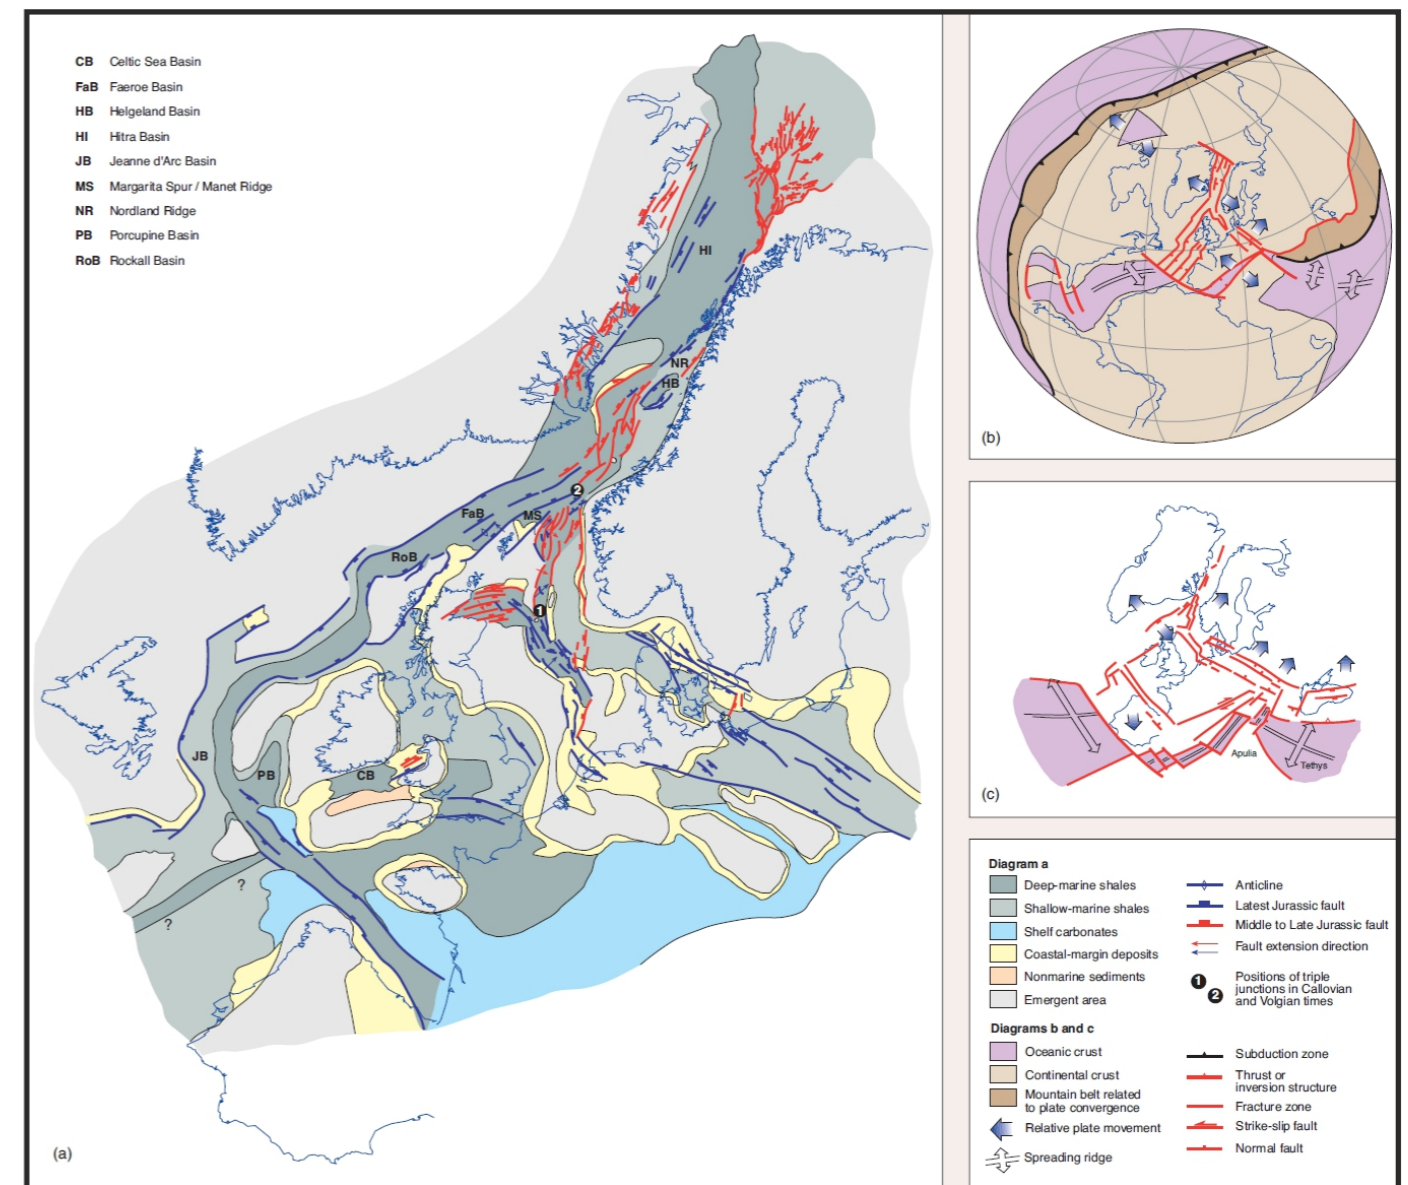 CB Celtic Sea Basin
FaB Faeroe Basin
HB Helgeland Basin
HI Hitra Basin
JB Jeanne d'Arc Basin
MS Margarita Spur / Manet Ridge
NR Nordland Ridge
PB Porcupine Basin
RoB Rockall Basin
HI
NR
HB
2
FaB
MS
RoB
1
JB
PB
CB
?
?
(a)
(b)
Apulia
Tethys
(c)
Diagram a
Deep-marine shales
Shallow-marine shales
Shelf carbonates
Coastal-margin deposits
Nonmarine sediments
Emergent area
Anticline
Latest Jurassic fault
Middle to Late Jurassic fault
Fault extension direction
1
2
Positions of triple
junctions in Callovian
and Volgian times
Diagrams b and c
Oceanic crust
Continental crust
Mountain belt related
to plate convergence
Relative plate movement
Spreading ridge
Subduction zone
Thrust or
inversion structure
Fracture zone
Strike-slip fault
Normal fault